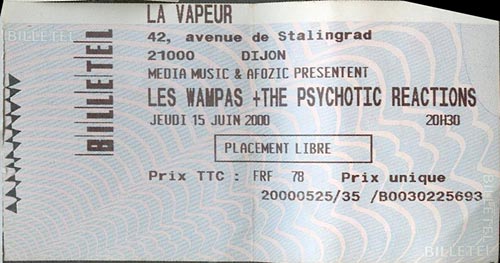 LA VAPEUR
42, avenue de Stalingrad
21000 DIJON
MEDIA MUSIC & AFOZIC PRESENTENT
LES WAMPAS +THE PSYCHOTIC REACTIONS
JEUDI 15 JUIN 2000 20H30
PLACEMENT LIBRE
Prix TTC : FRF 78 Prix unique
20000525/35 /B0030225693
BILLETEL
BILLETEL
BILLETEL
BILLETEL